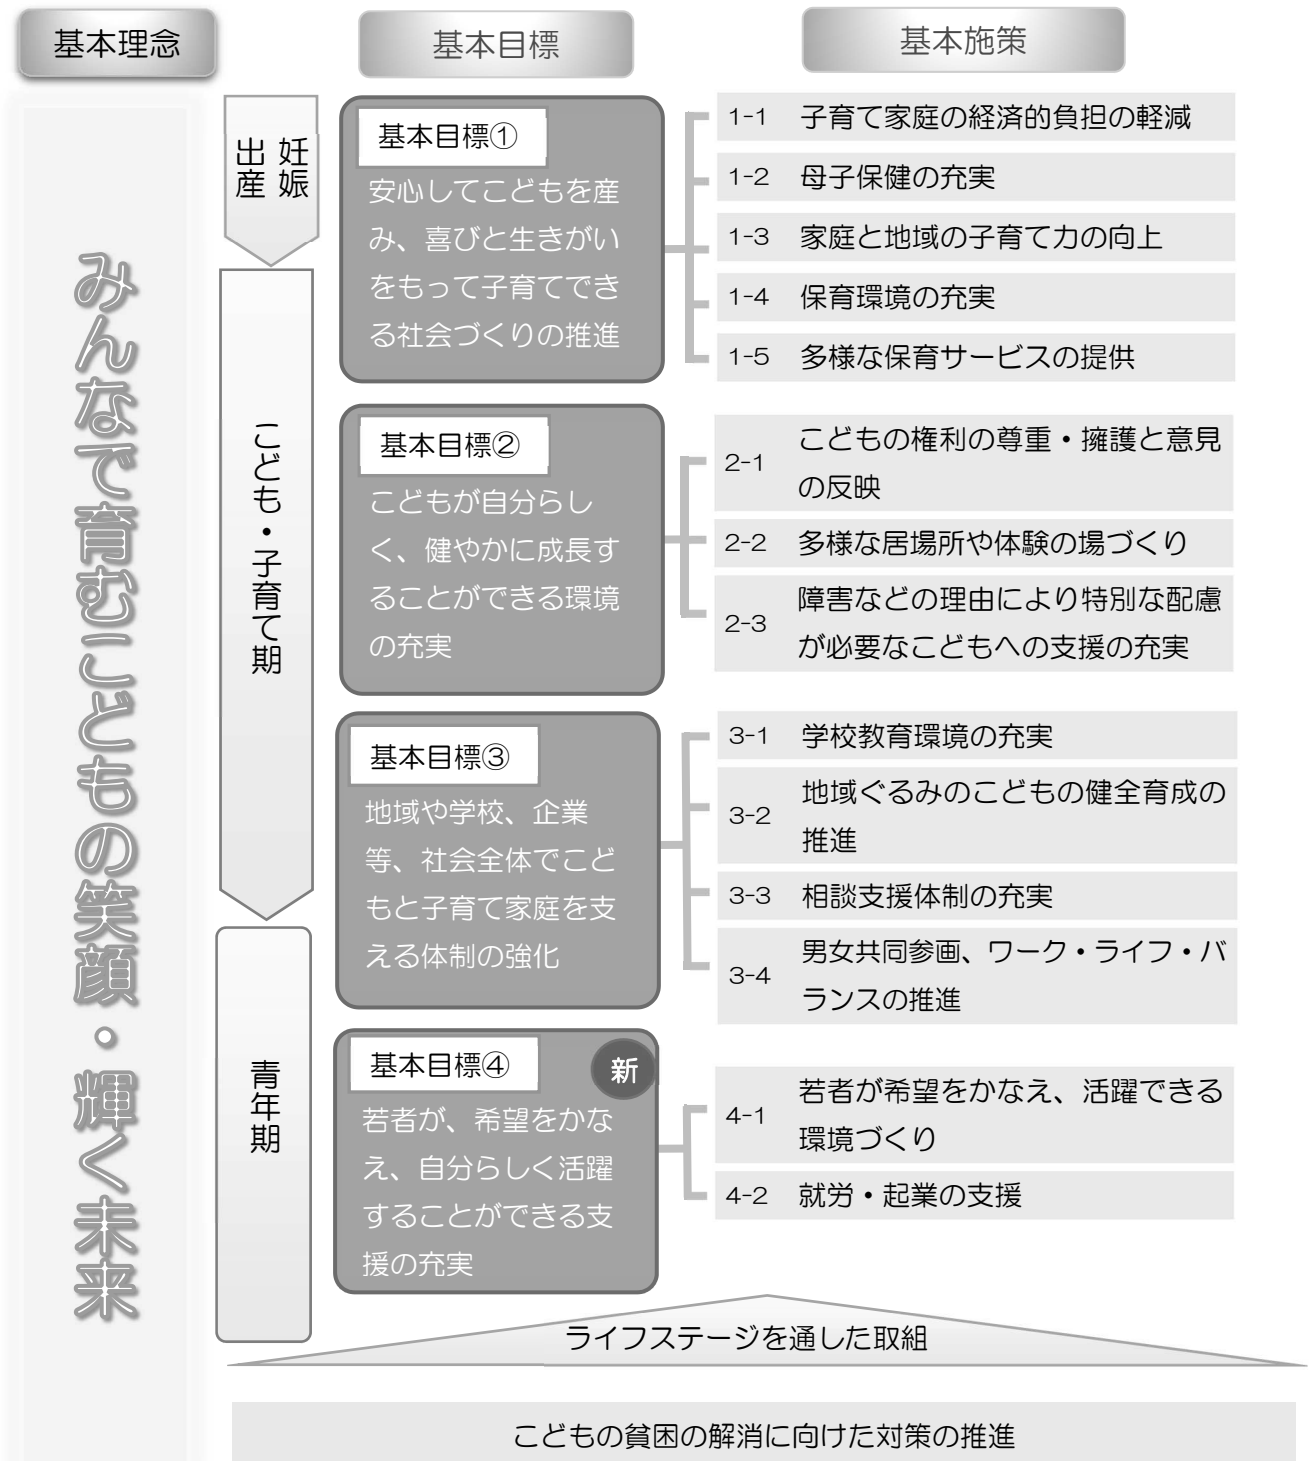 基本理念
基本目標
基本施策
みんなで育むこどもの笑顔・輝く未来
妊娠
出産
こども・子育て期
青年期
基本目標①
安心してこどもを産
み、喜びと生きがい
をもって子育てでき
る社会づくりの推進
1-1 子育て家庭の経済的負担の軽減
1-2 母子保健の充実
1-3 家庭と地域の子育て力の向上
1-4 保育環境の充実
1-5 多様な保育サービスの提供
基本目標②
こどもが自分らし
く、健やかに成長す
ることができる環境
の充実
2-1 こどもの権利の尊重・擁護と意見
の反映
2-2 多様な居場所や体験の場づくり
2-3 障害などの理由により特別な配慮
が必要なこどもへの支援の充実
基本目標③
地域や学校、企業
等、社会全体でこど
もと子育て家庭を支
える体制の強化
3-1 学校教育環境の充実
3-2 地域ぐるみのこどもの健全育成の
推進
3-3 相談支援体制の充実
3-4 男女共同参画、ワーク・ライフ・バ
ランスの推進
基本目標④
新
若者が、希望をかな
え、自分らしく活躍
することができる支
援の充実
4-1 若者が希望をかなえ、活躍できる
環境づくり
4-2 就労・起業の支援
ライフステージを通した取組
こどもの貧困の解消に向けた対策の推進